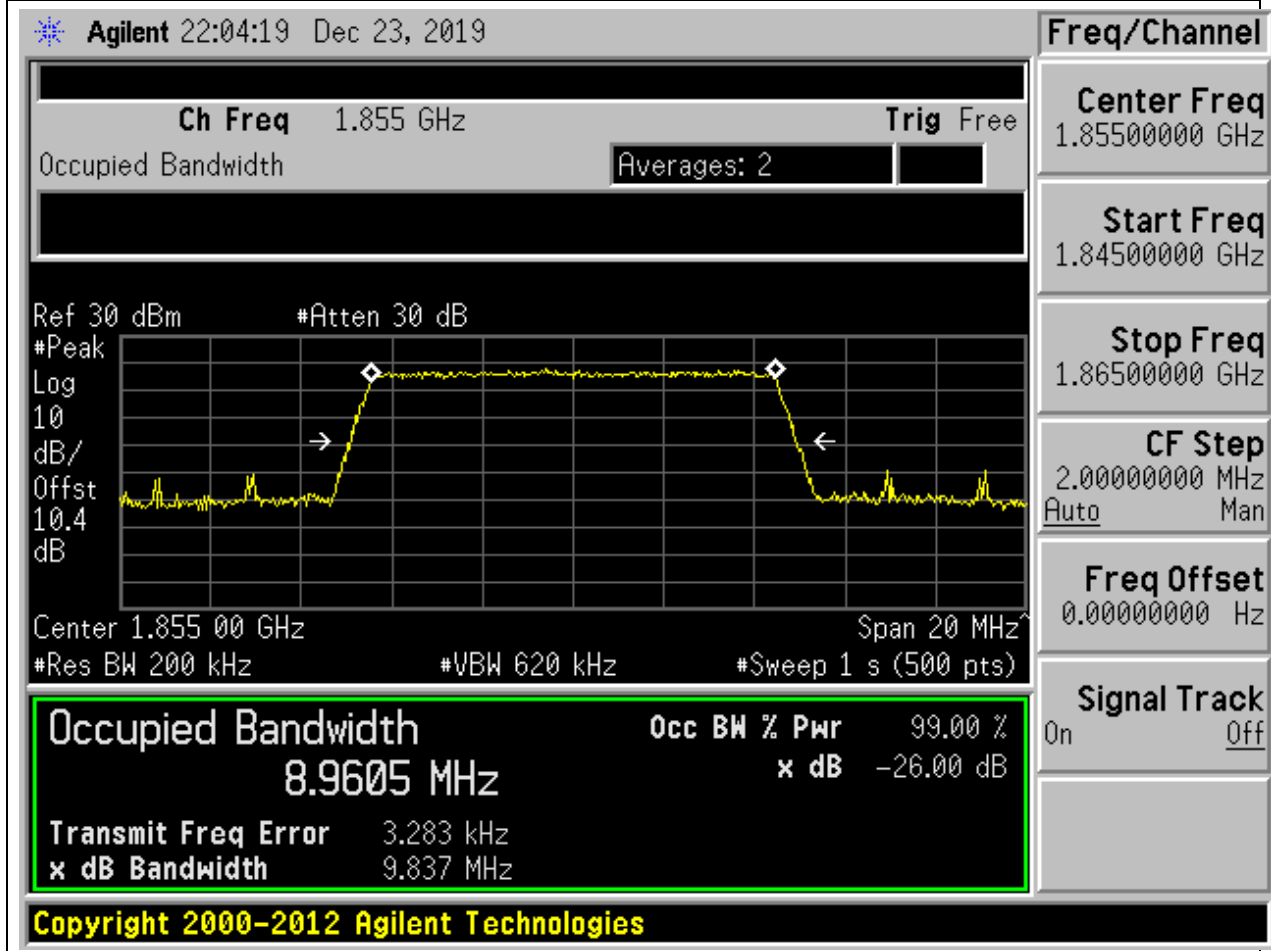 Agilent 22:04:19 Dec 23, 2019
Ch Freq 1.855 GHz Trig Free
Occupied Bandwidth Averages: 2
Ref 30 dBm #Atten 30 dB
#Peak
Log
10
dB/
Offst
10.4
dB
Center 1.855 00 GHz Span 20 MHz^
#Res BW 200 kHz #VBW 620 kHz #Sweep 1 s (500 pts)
Occupied Bandwidth Occ BW % Pwr 99.00 %
8.9605 MHz x dB -26.00 dB
Transmit Freq Error 3.283 kHz
x dB Bandwidth 9.837 MHz
Copyright 2000-2012 Agilent Technologies
Freq/Channel
Center Freq
1.85500000 GHz
Start Freq
1.84500000 GHz
Stop Freq
1.86500000 GHz
CF Step
2.00000000 MHz
Auto Man
Freq Offset
0.00000000 Hz
Signal Track
On Off